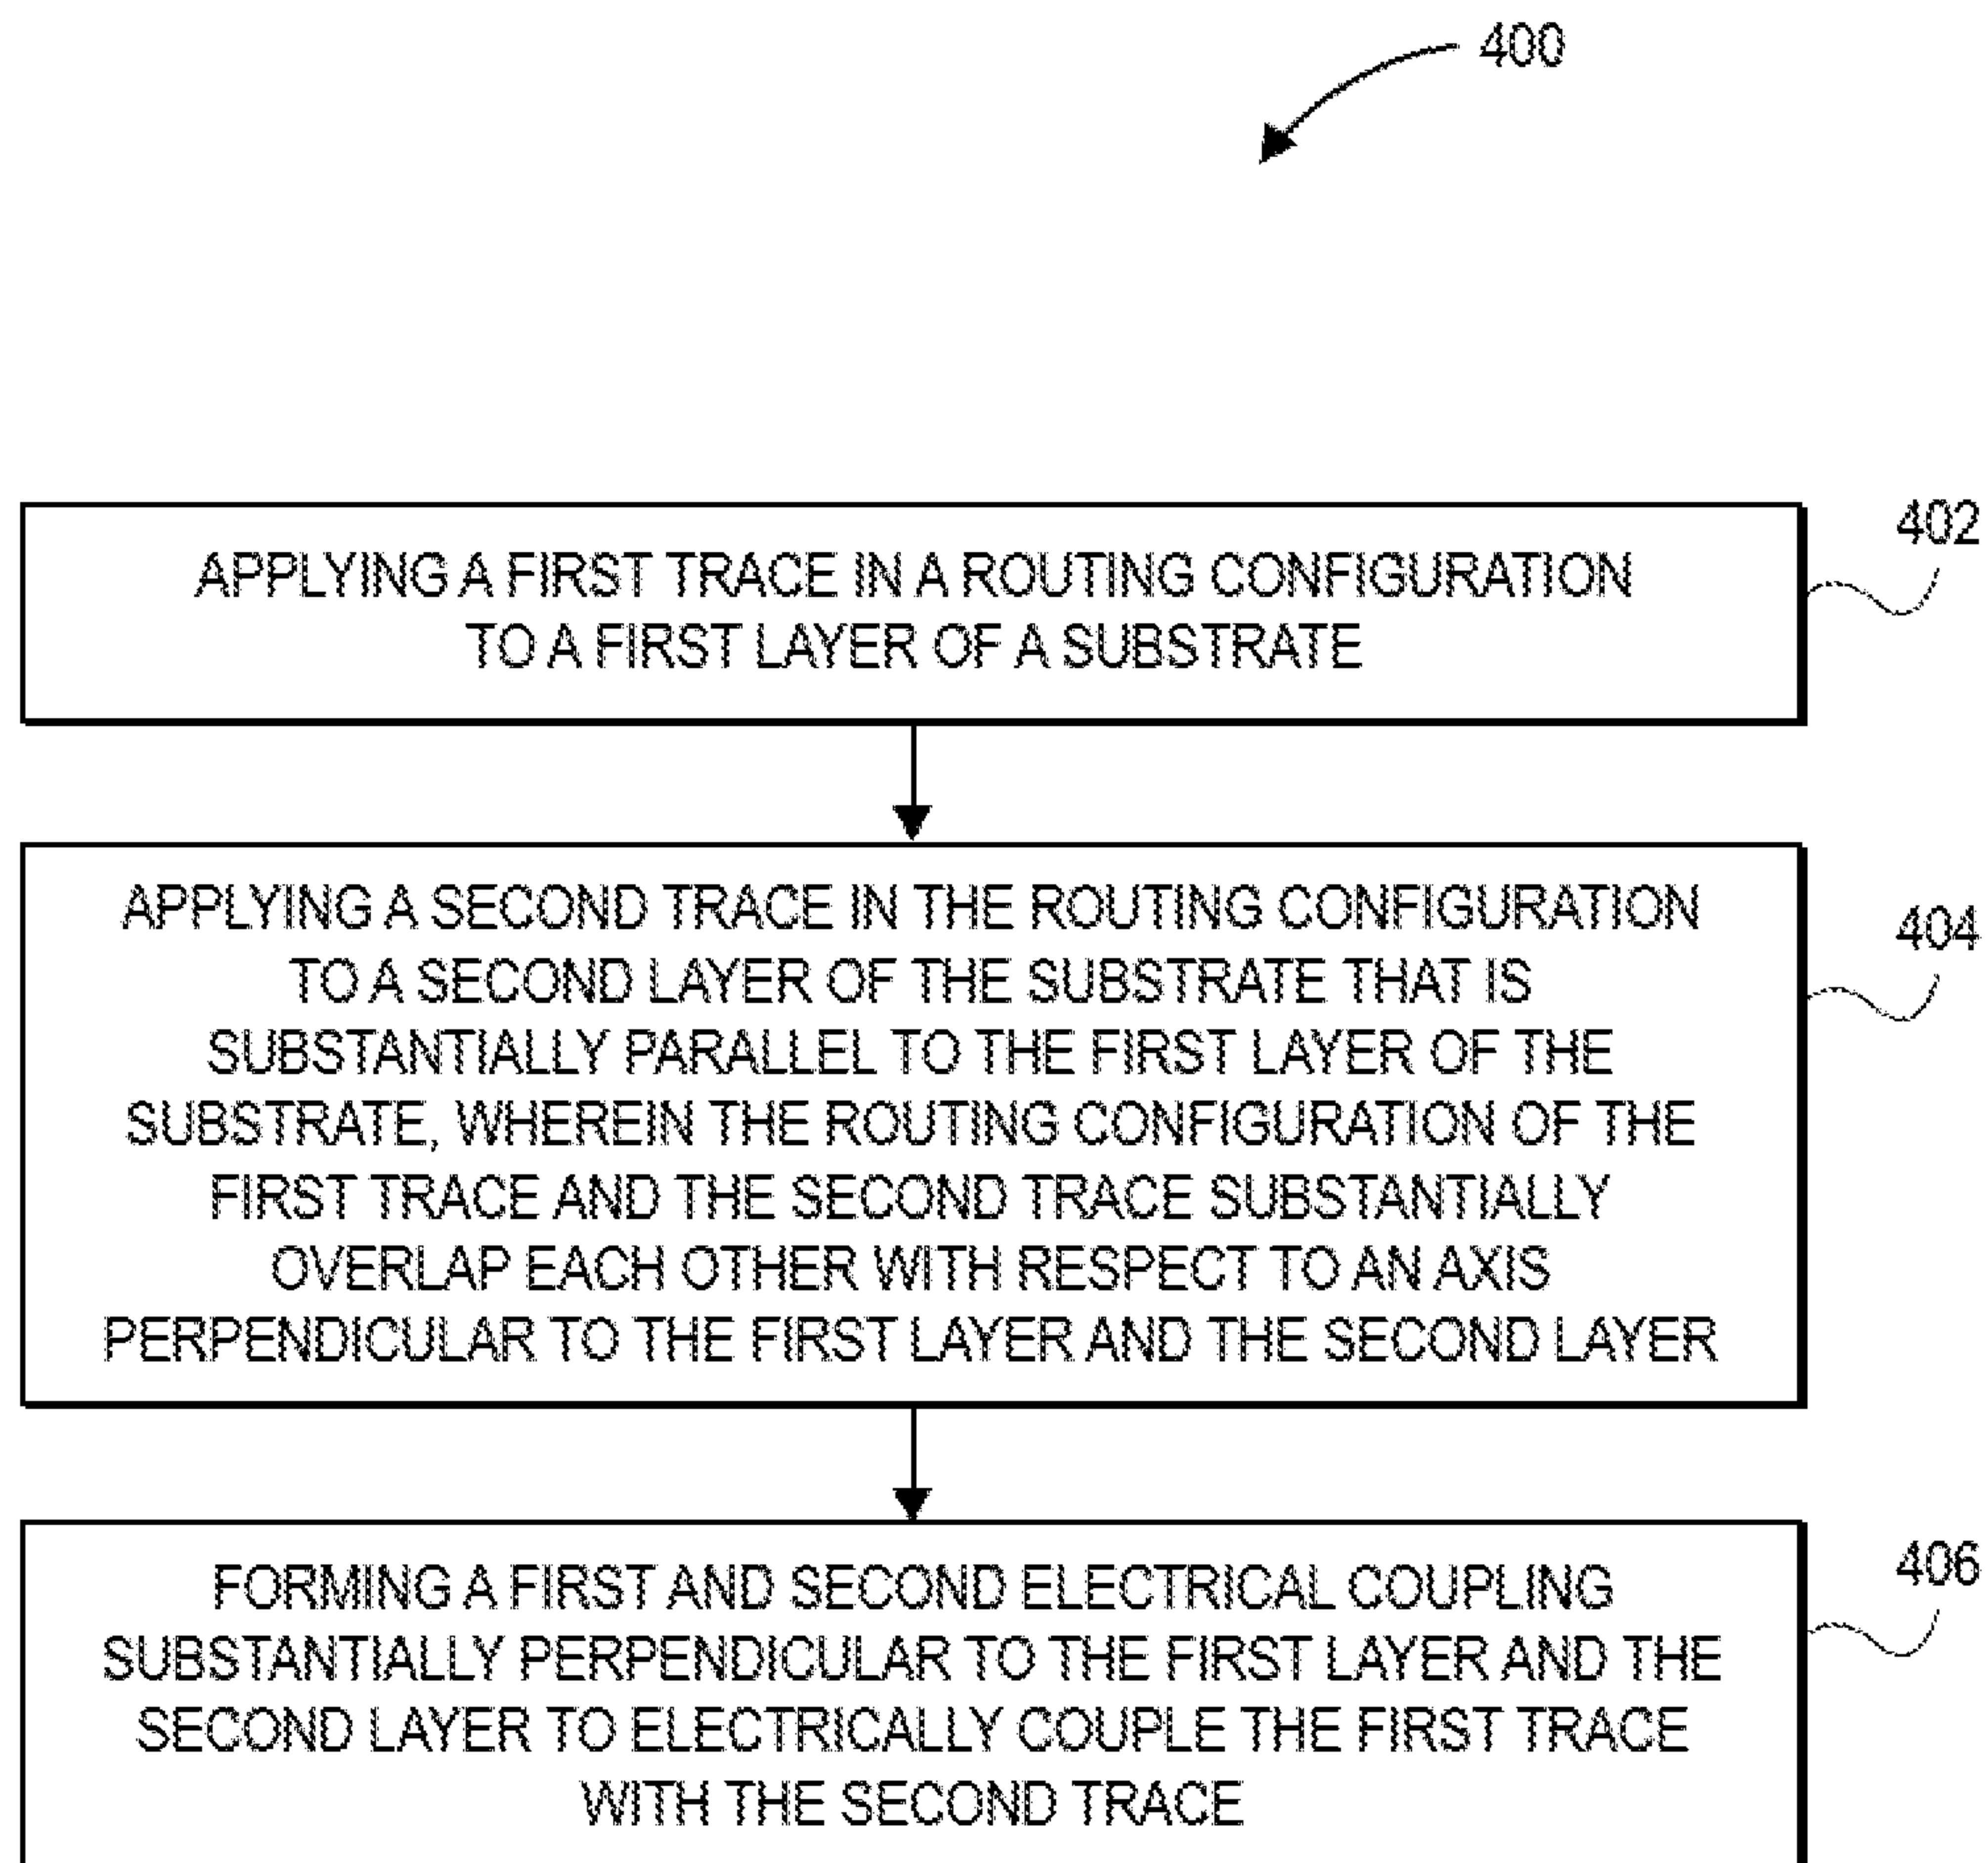 400
402
APPLYING A FIRST TRACE IN A ROUTING CONFIGURATION
TO A FIRST LAYER OF A SUBSTRATE
404
APPLYING A SECOND TRACE IN THE ROUTING CONFIGURATION
TO A SECOND LAYER OF THE SUBSTRATE THAT IS
SUBSTANTIALLY PARALLEL TO THE FIRST LAYER OF THE
SUBSTRATE, WHEREIN THE ROUTING CONFIGURATION OF THE
FIRST TRACE AND THE SECOND TRACE SUBSTANTIALLY
OVERLAP EACH OTHER WITH RESPECT TO AN AXIS
PERPENDICULAR TO THE FIRST LAYER AND THE SECOND LAYER
406
FORMING A FIRST AND SECOND ELECTRICAL COUPLING
SUBSTANTIALLY PERPENDICULAR TO THE FIRST LAYER AND THE
SECOND LAYER TO ELECTRICALLY COUPLE THE FIRST TRACE
WITH THE SECOND TRACE